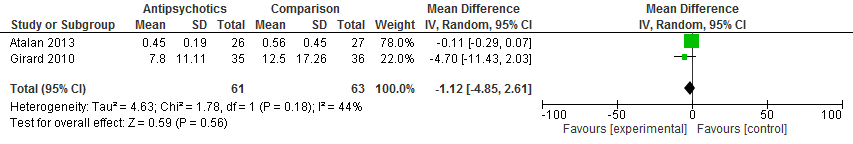 Antipsychotics Comparison Mean Difference Mean Difference
Study or Subgroup Mean SD Total Mean SD Total Weight IV, Random, 95% CI IV, Random, 95% CI
Atalan 2013 0.45 0.19 26 0.56 0.45 27 78.0% -0.11 [-0.29, 0.07]
Girard 2010 7.8 11.11 35 12.5 17.26 36 22.0% -4.70 [-11.43, 2.03]
Total (95% CI) 61 63 100.0% -1.12 [-4.85, 2.61]
Heterogeneity: Tau² = 4.63; Chi² = 1.78, df = 1 (P = 0.18); I² = 44%
Test for overall effect: Z = 0.59 (P = 0.56)
-100 -50 0 50 100
Favours [experimental] Favours [control]